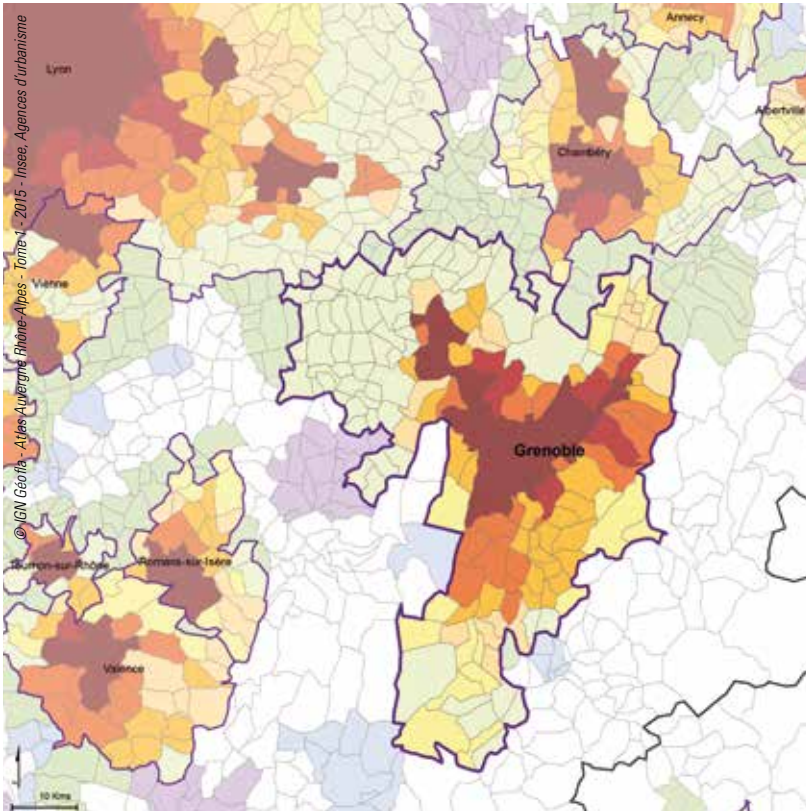 Annecy
Lyon
Albertville
Chambéry
Vienne
Grenoble
Tournon-sur-Rhône
Romans-sur-Isère
Valence
10 Kms
© IGN Géofla - Atlas Auvergne Rhône-Alpes - Tome 1 - 2015 - Insee, Agences d'urbanisme